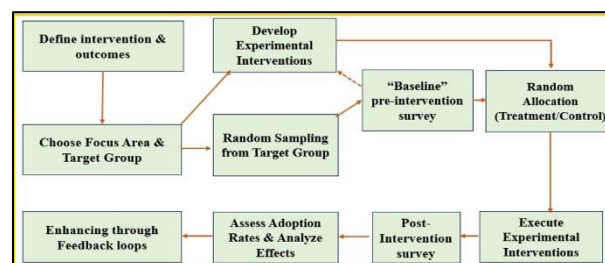 Define intervention &
outcomes
Develop
Experimental
Interventions
“Baseline”
pre-intervention
survey
Random
Allocation
(Treatment/Control)
Choose Focus Area &
Target Group
Random Sampling
from Target Group
Enhancing through
Feedback loops
Assess Adoption
Rates & Analyze
Effects
Post-
Intervention
survey
Execute
Experimental
Interventions